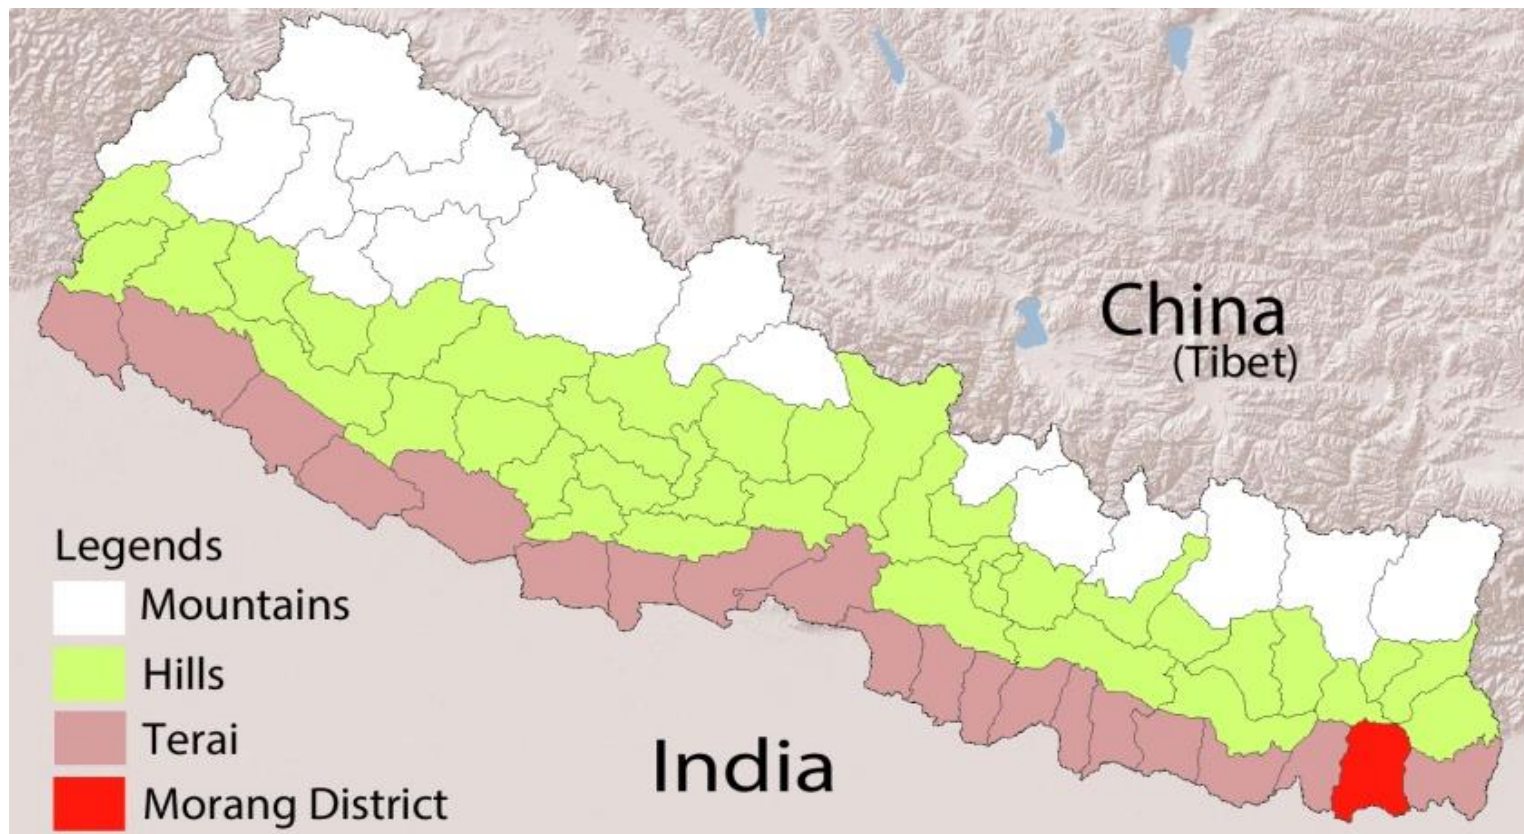 China
(Tibet)
Legends
Mountains
Hills
Terai
India
Morang District